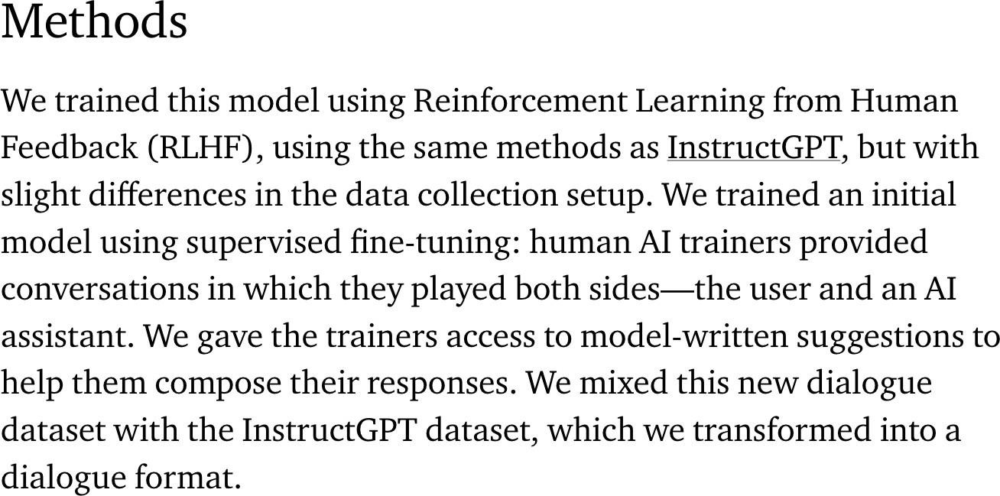 Methods
We trained this model using Reinforcement Learning from Human
Feedback (RLHF), using the same methods as InstructGPT, but with
slight differences in the data collection setup. We trained an initial
model using supervised fine-tuning: human AI trainers provided
conversations in which they played both sides—the user and an AI
assistant. We gave the trainers access to model-written suggestions to
help them compose their responses. We mixed this new dialogue
dataset with the InstructGPT dataset, which we transformed into a
dialogue format.